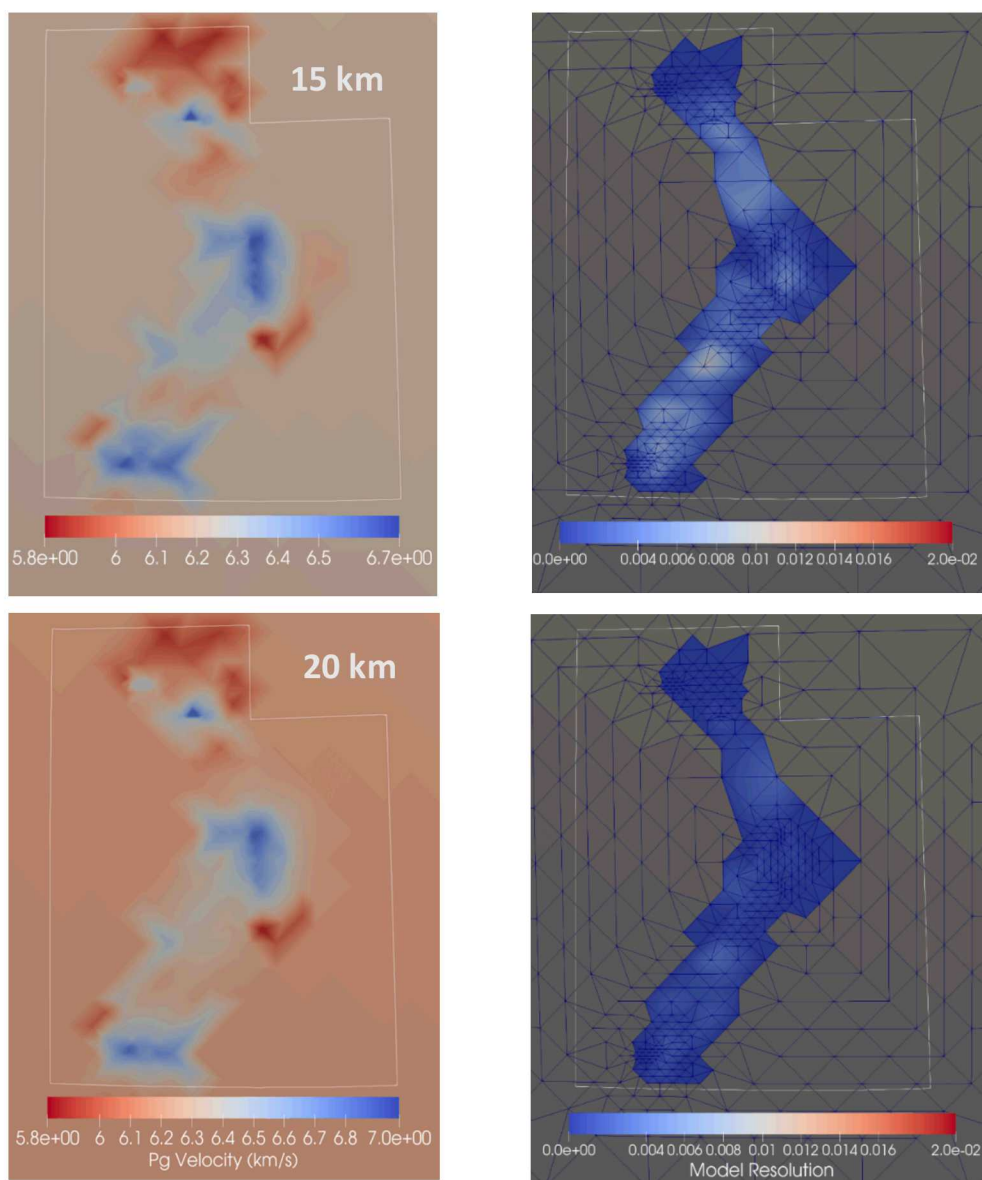 15 km
5.8e+00 6 6.1 6.2 6.3 6.4 6.5 6.7e+00
0.0e+00 0.004 0.006 0.008 0.01 0.012 0.014 0.016 2.0e-02
20 km
5.8e+00 6 6.1 6.2 6.3 6.4 6.5 6.6 6.7 6.8 7.0e+00
Pg Velocity (km/s)
0.0e+00 0.004 0.006 0.008 0.01 0.012 0.014 0.016 2.0e-02
Model Resolution